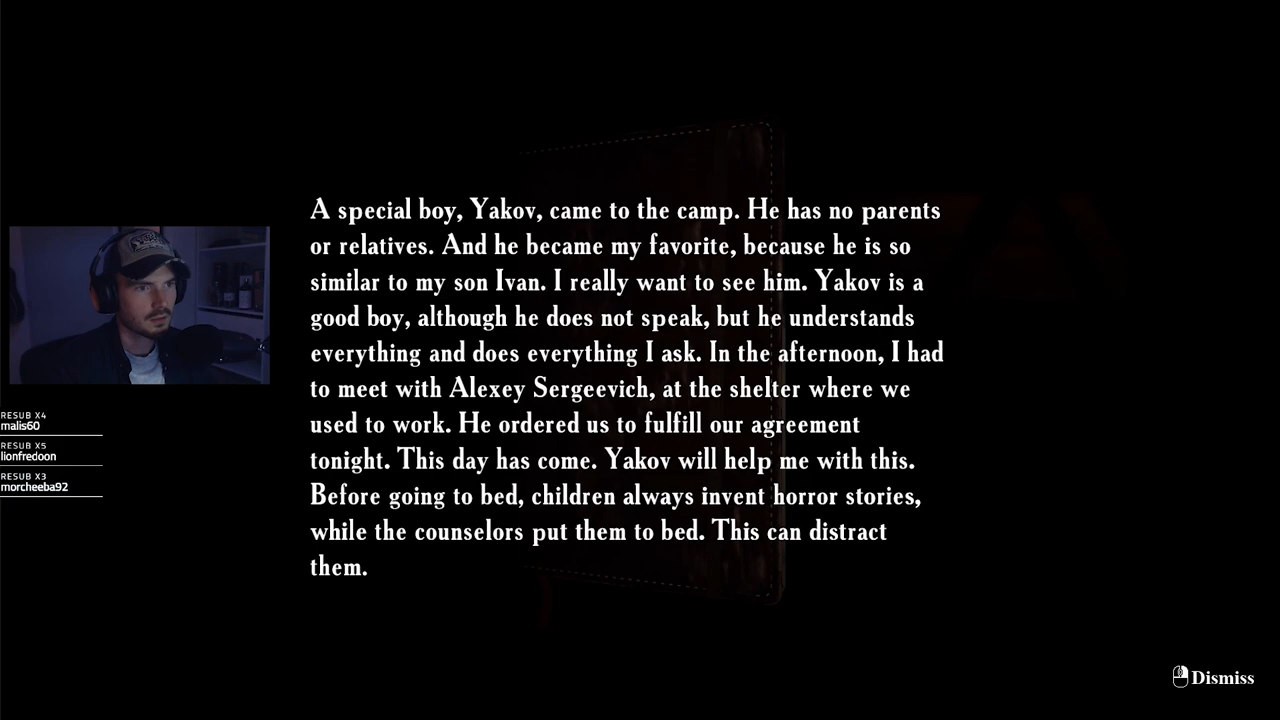 A special boy, Yakov, came to the camp. He has no parents
or relatives. And he became my favorite, because he is so
similar to my son Ivan. I really want to see him. Yakov is a
good boy, although he does not speak, but he understands
everything and does everything I ask. In the afternoon, I had
to meet with Alexey Sergeevich, at the shelter where we
used to work. He ordered us to fulfill our agreement
tonight. This day has come. Yakov will help me with this.
Before going to bed, children always invent horror stories,
while the counselors put them to bed. This can distract
them.
RESUB X4
malis60
RESUB X5
lionfredoon
RESUB X3
morcheeba92
Dismiss